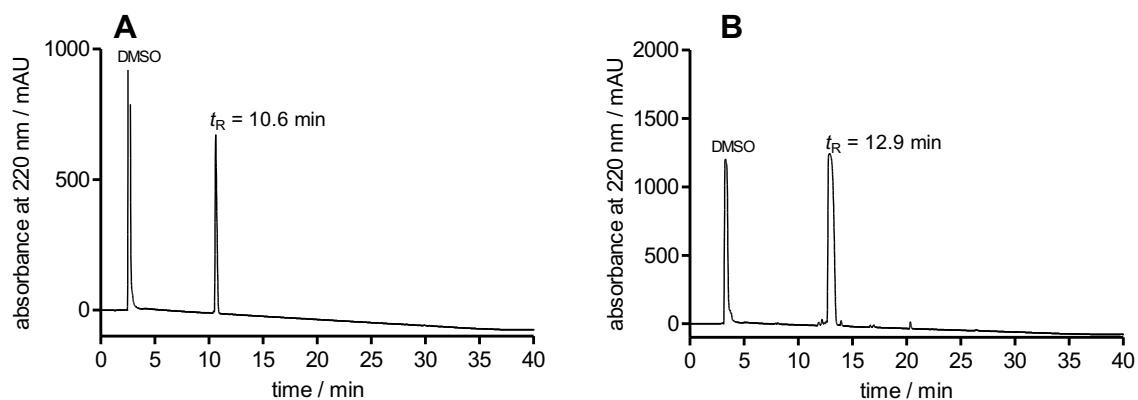 A
absorbance at 220 nm / mAU
1000
500
0
DMSO
tR = 10.6 min
0 5 10 15 20 25 30 35 40
time / min
B
absorbance at 220 nm / mAU
2000
1500
1000
500
0
DMSO
tR = 12.9 min
0 5 10 15 20 25 30 35 40
time / min